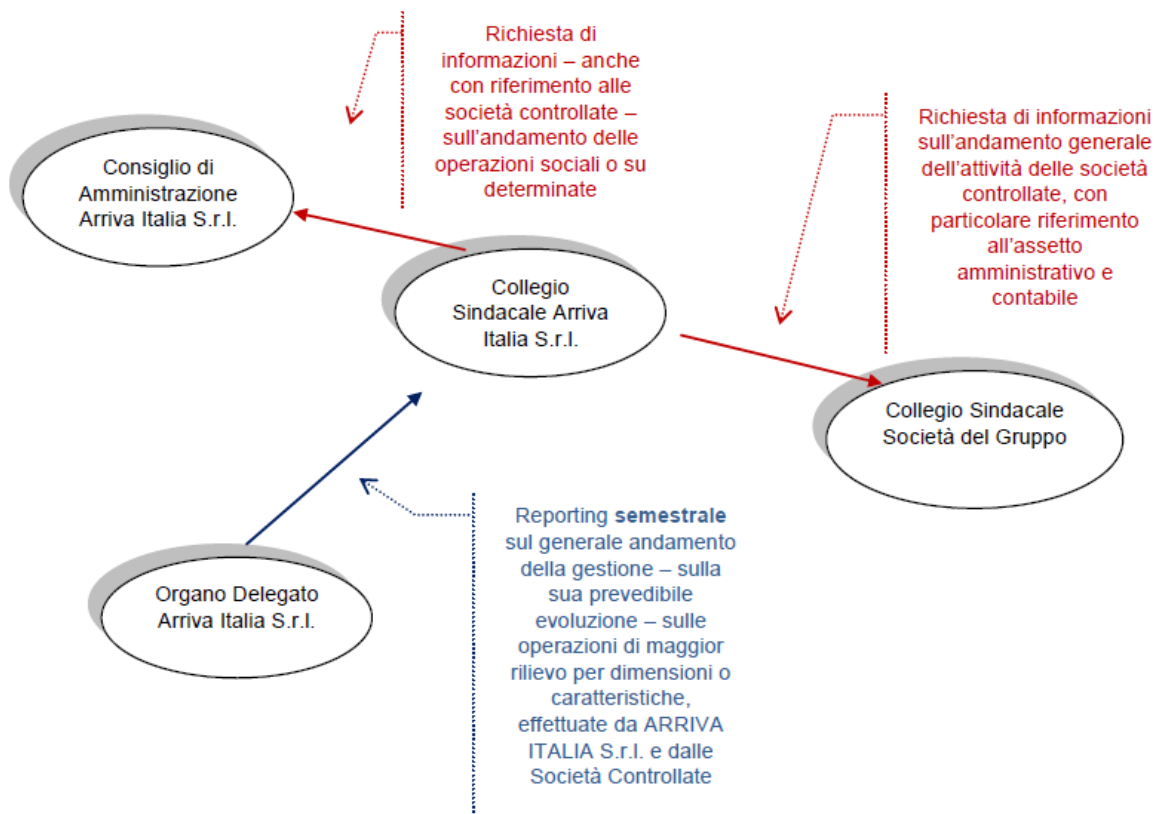 Richiesta di
informazioni – anche
con riferimento alle
società controllate –
sull'andamento delle
operazioni sociali o su
determinate
Richiesta di informazioni
sull'andamento generale
dell'attività delle società
controllate, con
particolare riferimento
all'assetto
amministrativo e
contabile
Consiglio di
Amministrazione
Arriva Italia S.r.l.
Collegio
Sindacale Arriva
Italia S.r.l.
Collegio Sindacale
Società del Gruppo
Reporting semestrale
sul generale andamento
della gestione – sulla
sua prevedibile
evoluzione – sulle
operazioni di maggior
rilievo per dimensioni o
caratteristiche,
effettuate da ARRIVA
ITALIA S.r.l. e dalle
Società Controllate
Organo Delegato
Arriva Italia S.r.l.